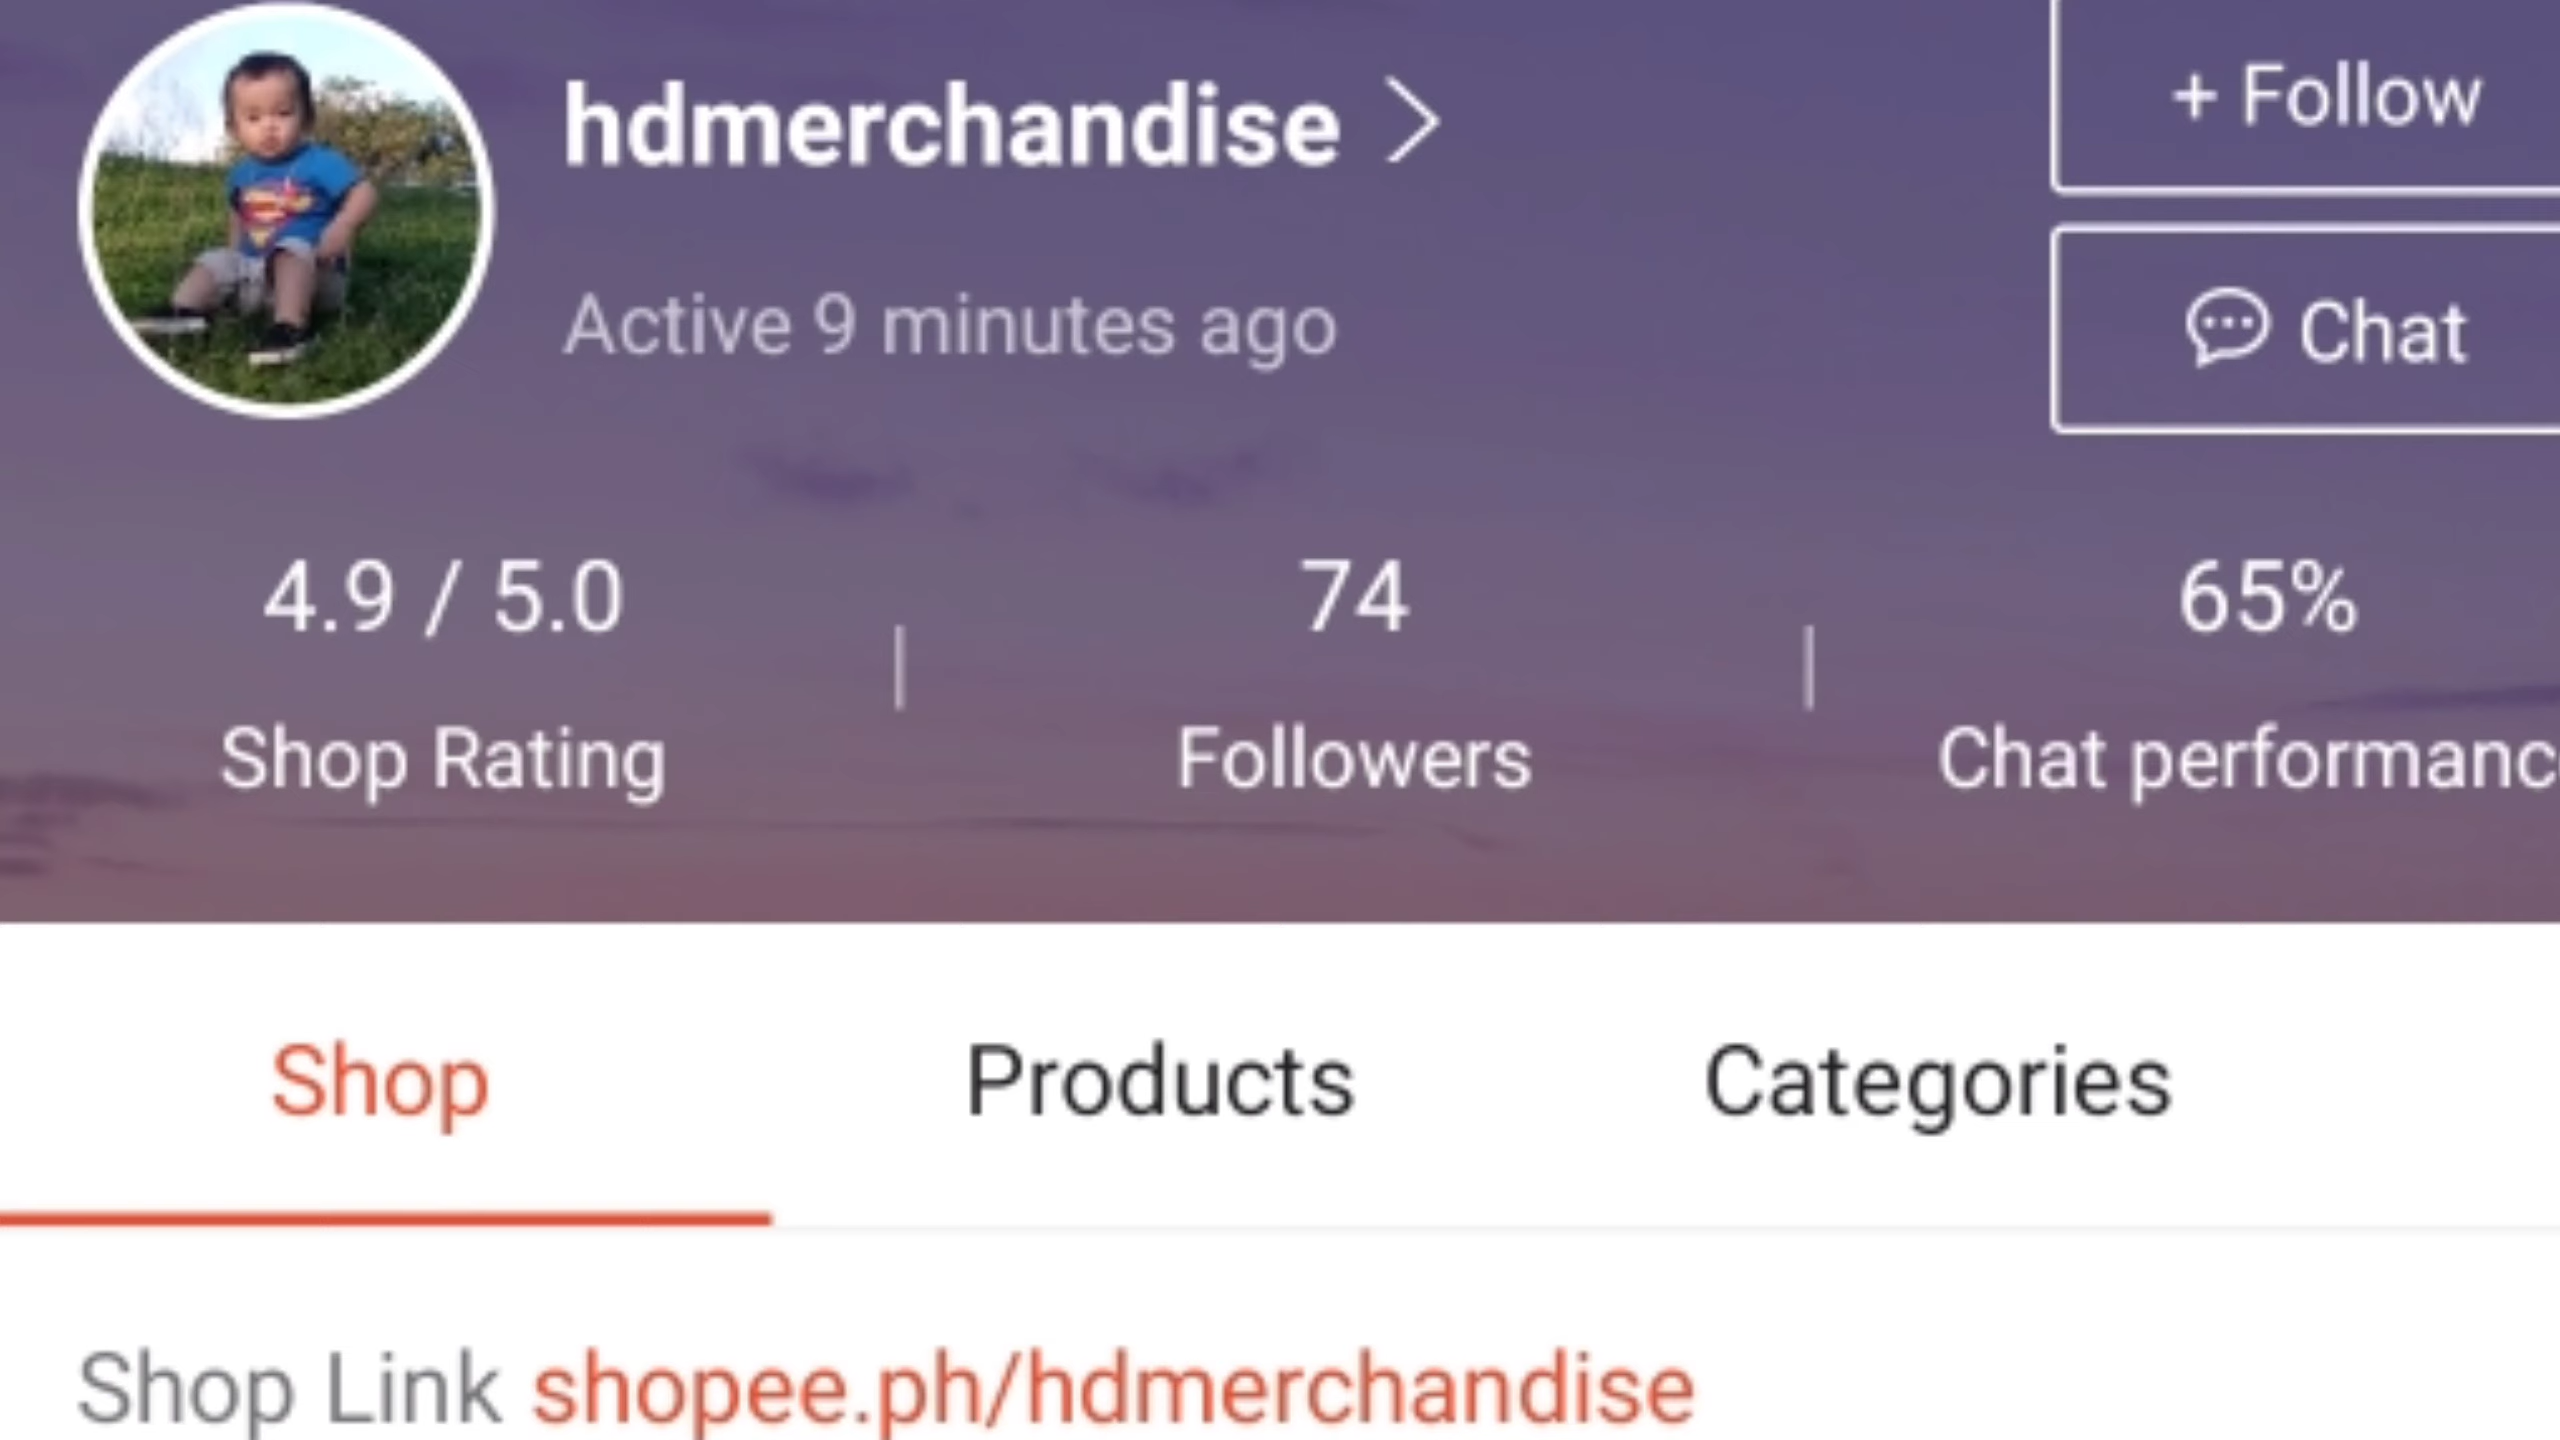 hdmerchandise
+ Follow
Active 9 minutes ago
Chat
4.9 / 5.0
74
65%
Shop Rating
Followers
Chat performanc
Shop
Products
Categories
Shop Link shopee.ph/hdmerchandise